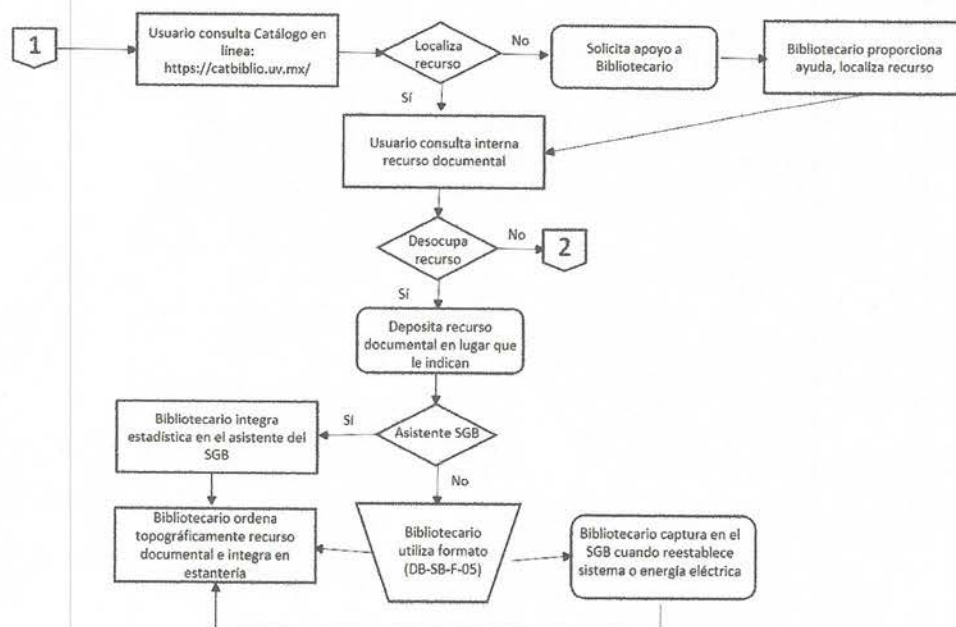 1
Usuario consulta Catálogo en
línea:
https://catbiblio.uv.mx/
Localiza
recurso
No
Solicita apoyo a
Bibliotecario
Bibliotecario proporciona
ayuda, localiza recurso
Sí
Usuario consulta interna
recurso documental
Desocupa
recurso
No
2
Sí
Deposita recurso
documental en lugar que
le indican
Asistente SGB
Sí
Bibliotecario integra
estadística en el asistente del
SGB
No
Bibliotecario ordena
topográficamente recurso
documental e integra en
estantería
Bibliotecario
utiliza formato
(DB-SB-F-05)
Bibliotecario captura en el
SGB cuando reestablece
sistema o energía eléctrica